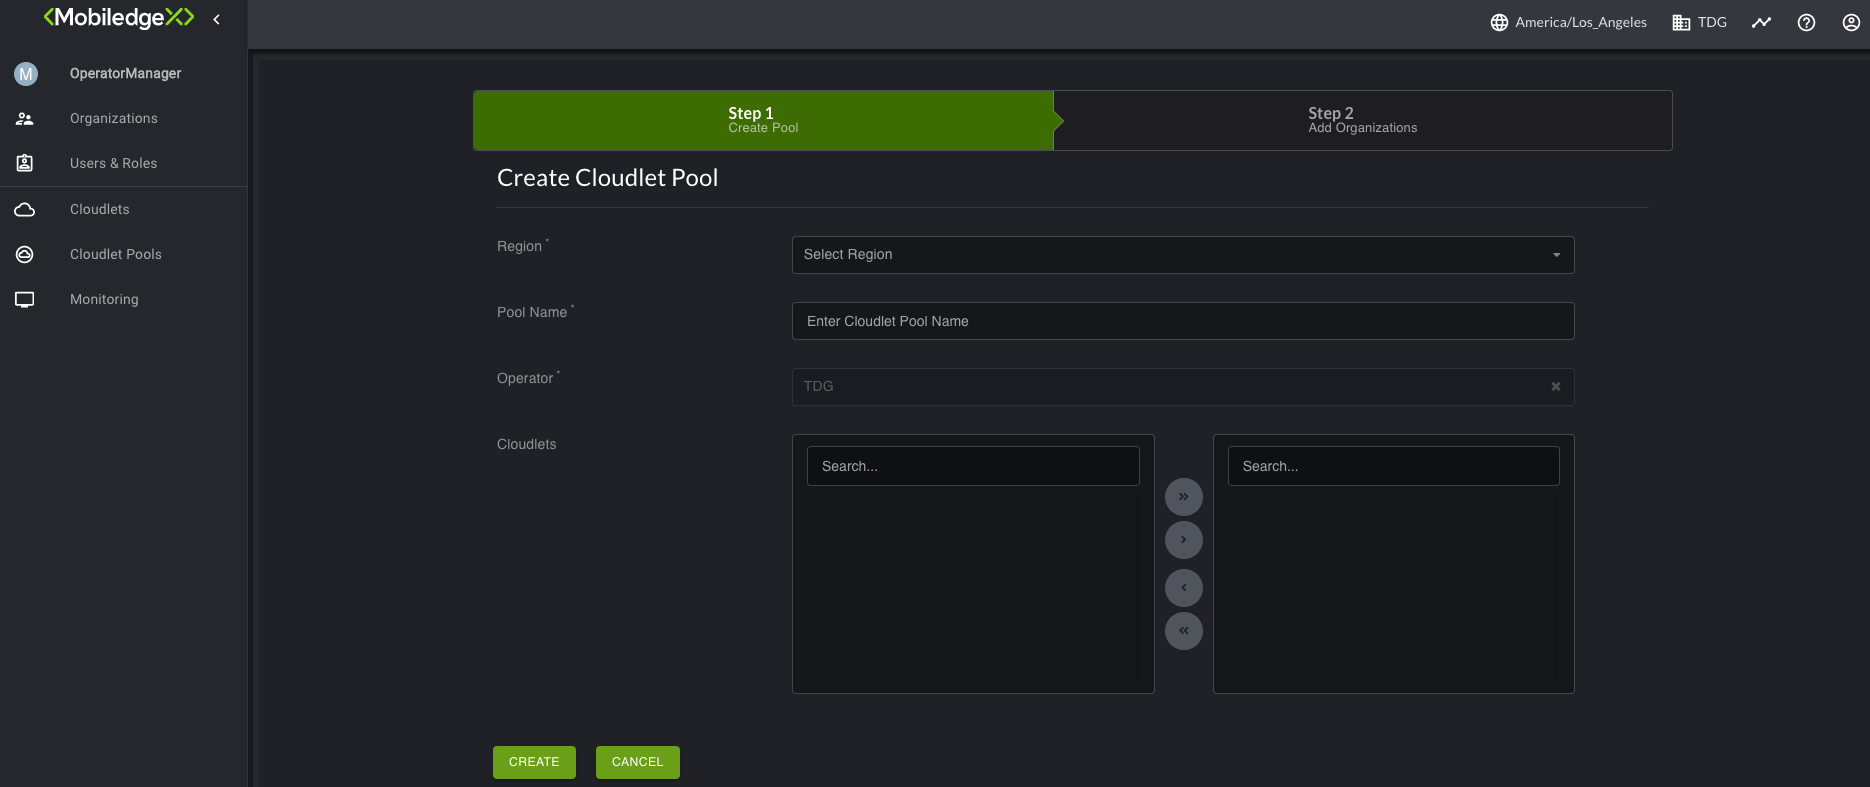 <MobiledgeX>
America/Los_Angeles
TDG
M
OperatorManager
Organizations
Users & Roles
Cloudlets
Cloudlet Pools
Monitoring
Step 1
Create Pool
Step 2
Add Organizations
Create Cloudlet Pool
Region *
Select Region
Pool Name *
Enter Cloudlet Pool Name
Operator *
TDG
Cloudlets
Search...
Search...
CREATE
CANCEL